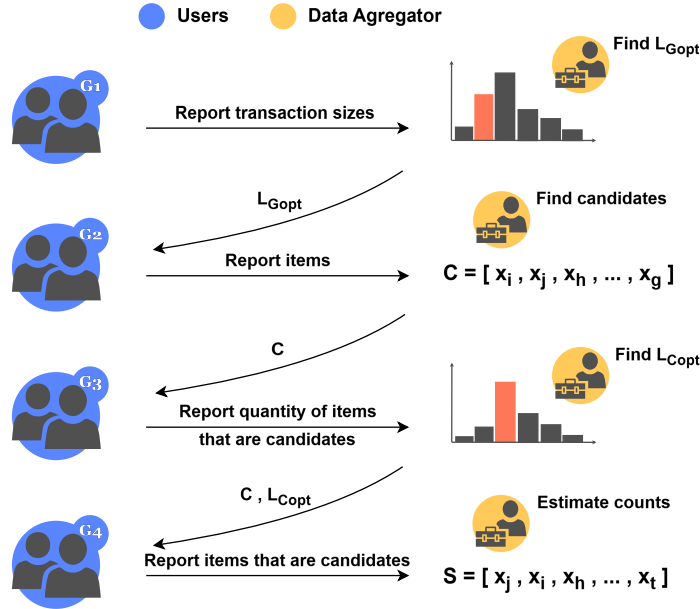 Users
Data Agregator
G1
Report transaction sizes
Find LGopt
LGopt
G2
Report items
Find candidates
C = [ xi , xj , xh , ... , xg ]
C
G3
Report quantity of items
that are candidates
Find LCopt
C , LCopt
G4
Report items that are candidates
Estimate counts
S = [ xj , xi , xh , ... , xt ]